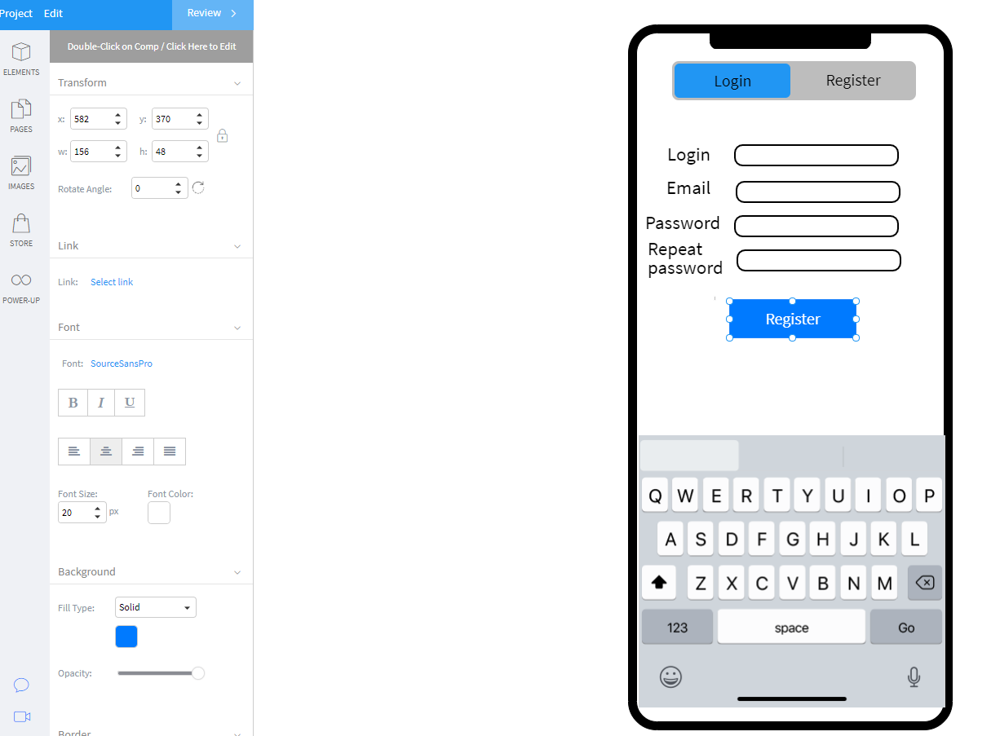 Project Edit Review
Double-Click on Comp / Click Here to Edit
ELEMENTS
PAGES
IMAGES
STORE
POWER-UP
Transform
x: 582 y: 370
w: 156 h: 48
Rotate Angle: 0
Link
Link: Select link
Font
Font: SourceSansPro
B I U
Font Size: Font Color:
20 px
Background
Fill Type: Solid
Opacity:
Border
Login Register
Login
Email
Password
Repeat
password
Register
Q W E R T Y U I O P
A S D F G H J K L
Z X C V B N M
123 space Go